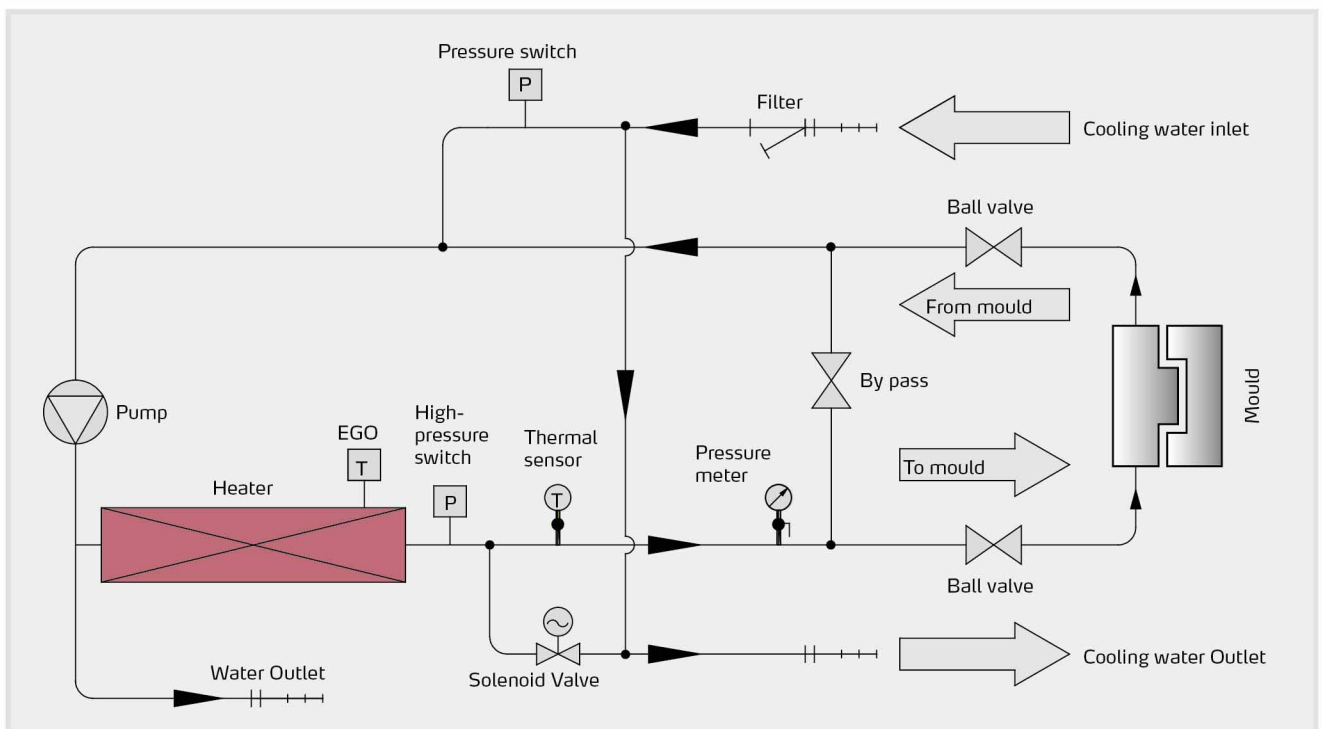 Pressure switch
P
Filter
Cooling water inlet
Ball valve
From mould
By pass
Mould
Pump
EGO
T
High-
pressure
switch
P
Thermal
sensor
T
Pressure
meter
To mould
Heater
Ball valve
Water Outlet
Solenoid Valve
Cooling water Outlet